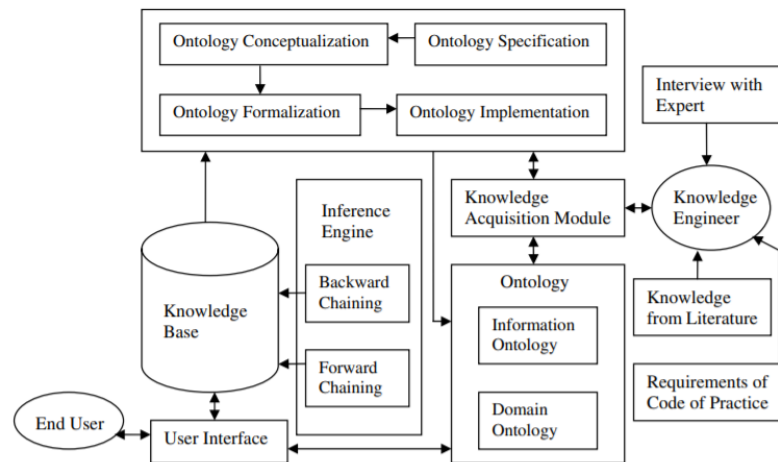 Ontology Conceptualization
Ontology Specification
Ontology Formalization
Ontology Implementation
Interview with
Expert
Inference
Engine
Knowledge
Acquisition Module
Knowledge
Engineer
Knowledge
Base
Backward
Chaining
Forward
Chaining
Ontology
Information
Ontology
Domain
Ontology
Knowledge
from Literature
Requirements of
Code of Practice
End User
User Interface